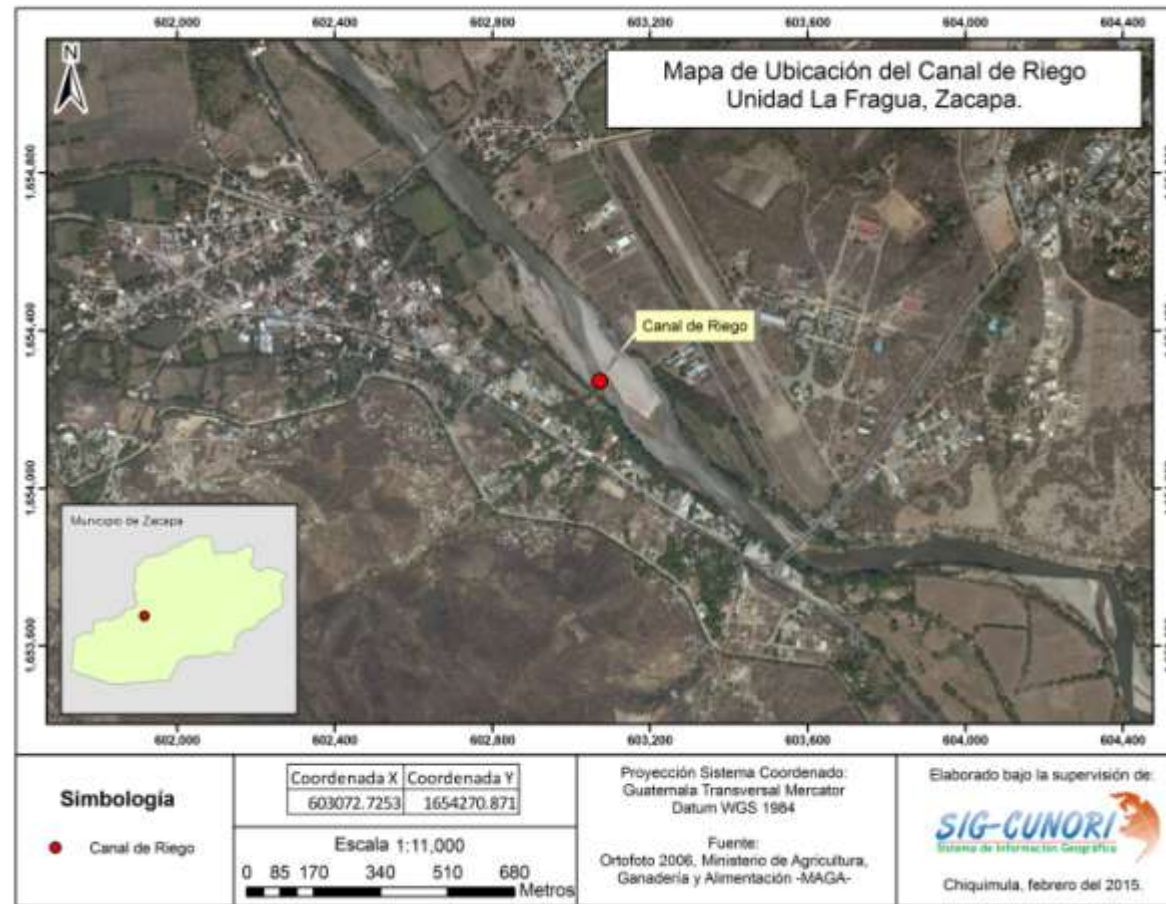 602,000 602,400 602,800 603,200 603,600 604,000 604,400
N
Mapa de Ubicación del Canal de Riego
Unidad La Fragua, Zacapa.
1,654,800
1,654,400
Canal de Riego
1,654,000
Municipio de Zacapa
1,653,600
602,000 602,400 602,800 603,200 603,600 604,000 604,400
Simbología
Canal de Riego
Coordenada X Coordenada Y
603072.7253 1654270.871
Escala 1:11,000
0 85 170 340 510 680
Metros
Proyección Sistema Coordenado:
Guatemala Transversal Mercator
Datum WGS 1984
Fuente:
Ortofoto 2006, Ministerio de Agricultura,
Ganadería y Alimentación -MAGA-
Elaborado bajo la supervisión de:
SIG-CUNORI
Sistema de Información Geográfica
Chiquimula, febrero del 2015.